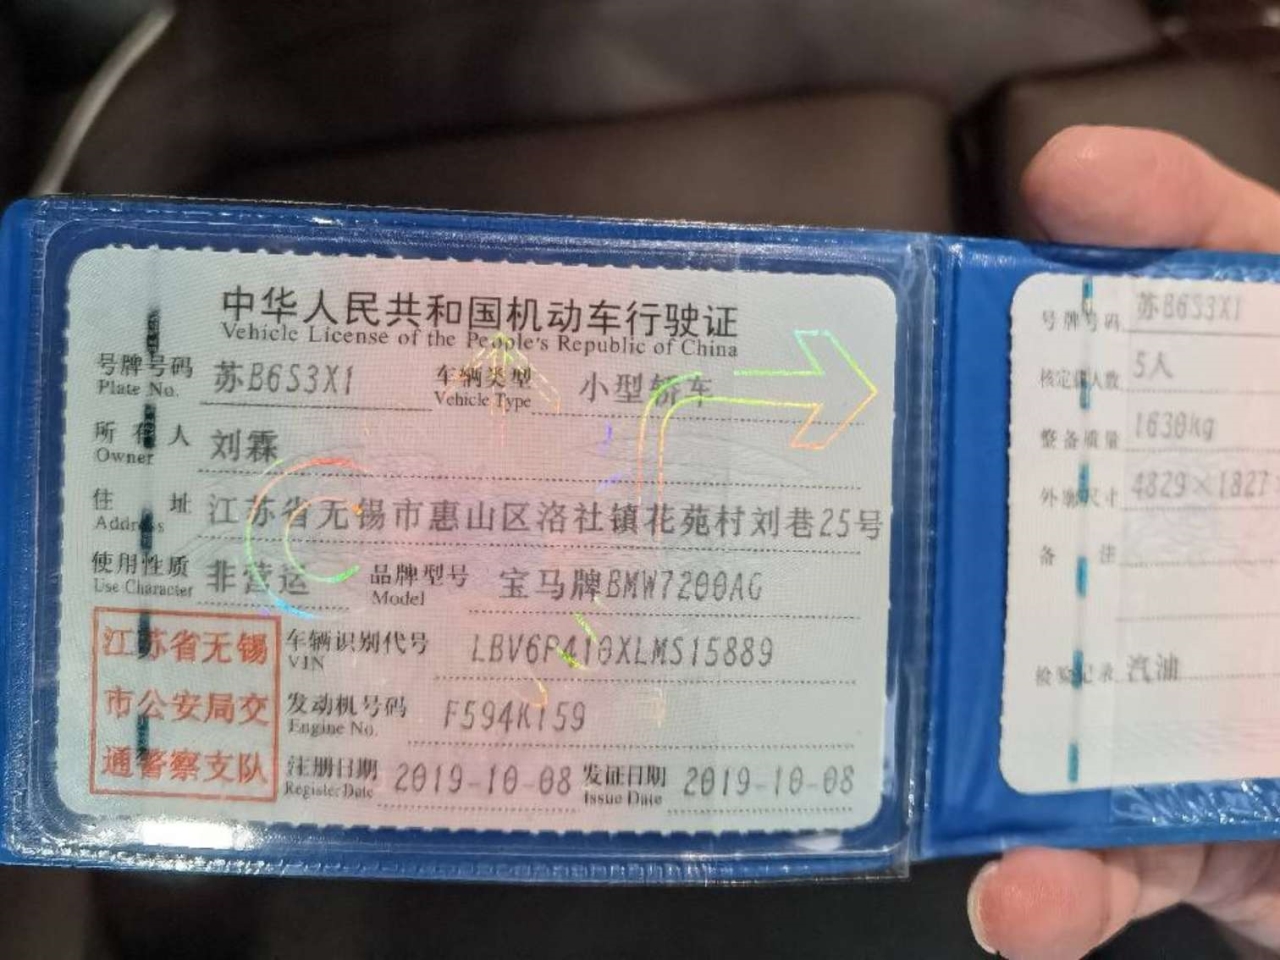 中华人民共和国机动车行驶证
Vehicle License of the People's Republic of China
号牌号码 苏B6S3X1 车辆类型 小型轿车
Plate No. Vehicle Type
所有人 刘霖
Owner
住址 江苏省无锡市惠山区洛社镇花苑村刘巷25号
Address
使用性质 非营运 品牌型号 宝马牌BMW7200AG
Use Character Model
江苏省无锡
市公安局交
通警察支队
车辆识别代号 LBV6P410XLMS15889
VIN
发动机号码 F594K159
Engine No.
注册日期 2019-10-08 发证日期 2019-10-08
Register Date Issue Date
号牌号码 苏B6S3X1
核定载人数 5人
整备质量 1630kg
外廓尺寸 4829×1827
备注
检验记录 汽油